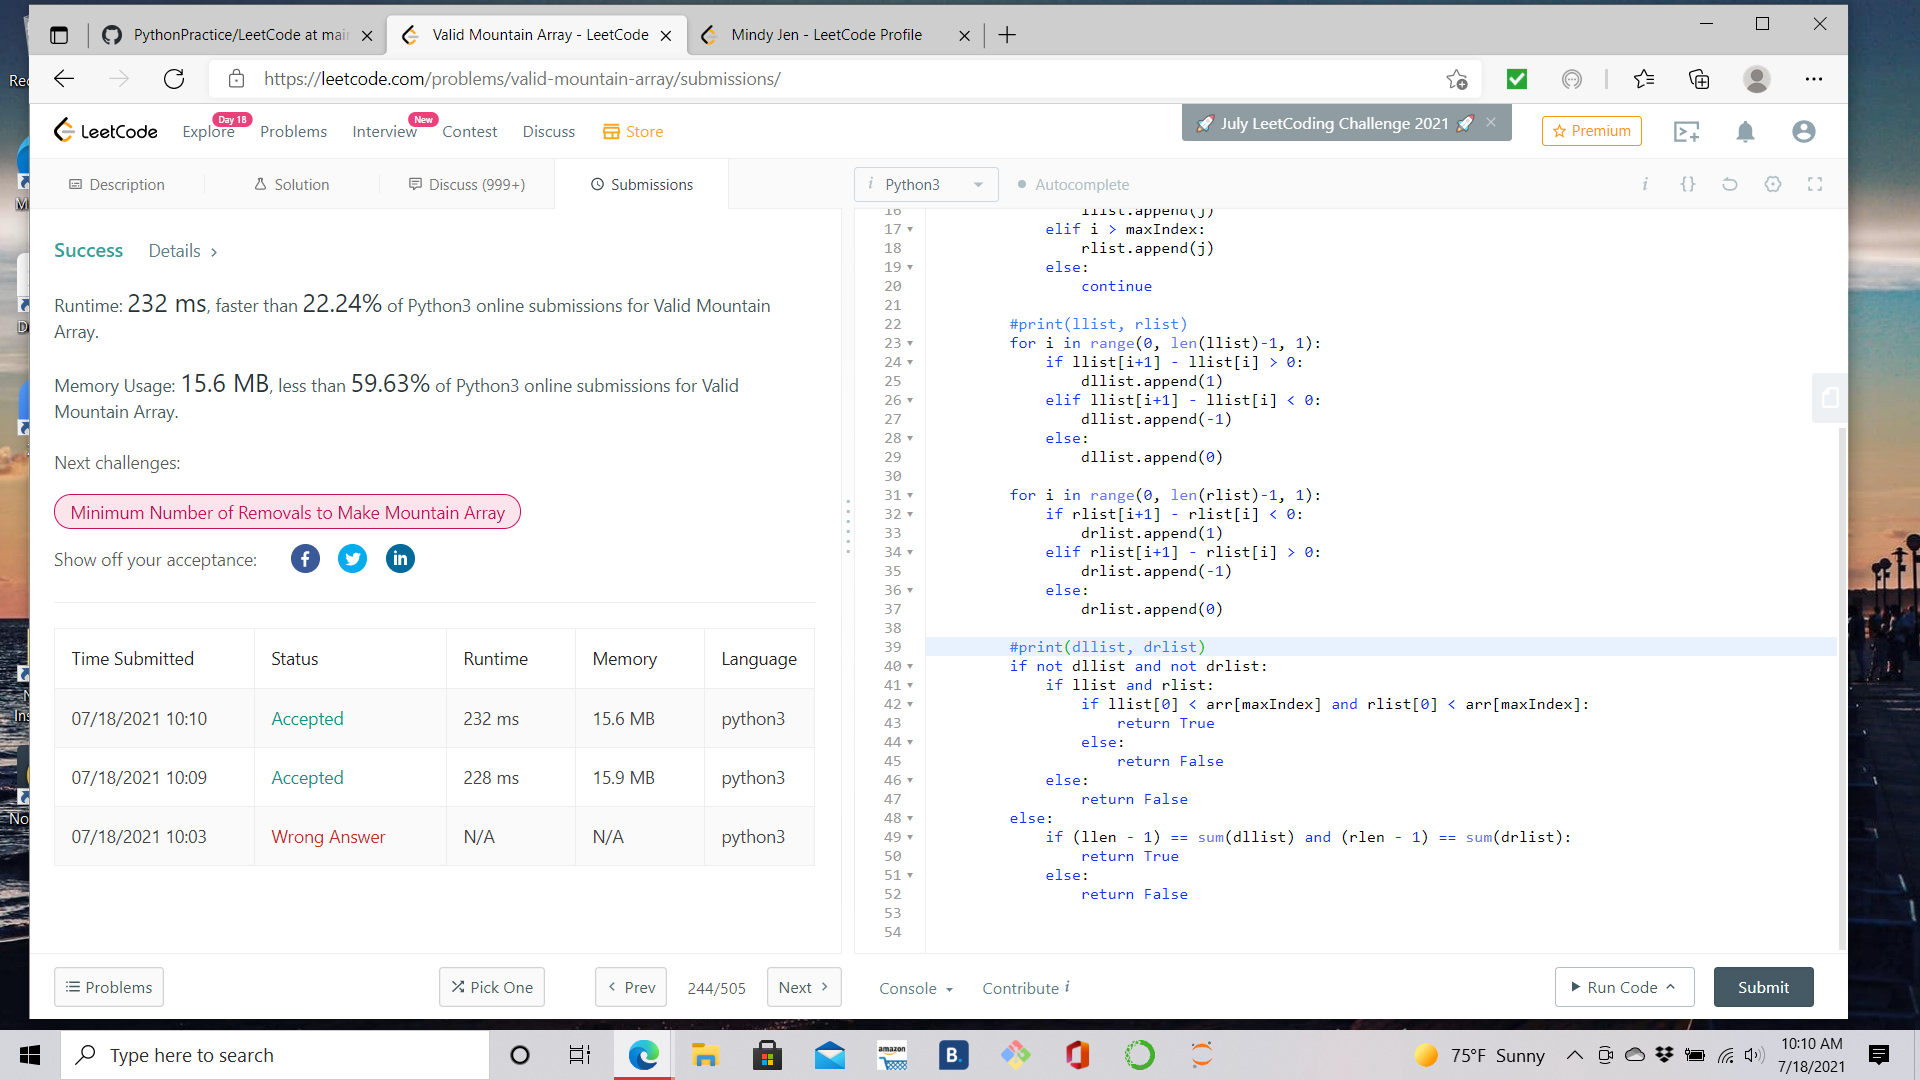 PythonPractice/LeetCode at mai
Valid Mountain Array - LeetCode
Mindy Jen - LeetCode Profile
https://leetcode.com/problems/valid-mountain-array/submissions/
LeetCode
Explore
Day 18
Problems
Interview
New
Contest
Discuss
Store
July LeetCoding Challenge 2021
Premium
Description
Solution
Discuss (999+)
Submissions
i Python3
Autocomplete
Success
Details
Runtime: 232 ms, faster than 22.24% of Python3 online submissions for Valid Mountain
Array.
Memory Usage: 15.6 MB, less than 59.63% of Python3 online submissions for Valid
Mountain Array.
Next challenges:
Minimum Number of Removals to Make Mountain Array
Show off your acceptance:
Time Submitted Status Runtime Memory Language
07/18/2021 10:10 Accepted 232 ms 15.6 MB python3
07/18/2021 10:09 Accepted 228 ms 15.9 MB python3
07/18/2021 10:03 Wrong Answer N/A N/A python3
16 llist.append(j)
17 elif i > maxIndex:
18 rlist.append(j)
19 else:
20 continue
21
22 #print(llist, rlist)
23 for i in range(0, len(llist)-1, 1):
24 if llist[i+1] - llist[i] > 0:
25 dllist.append(1)
26 elif llist[i+1] - llist[i] < 0:
27 dllist.append(-1)
28 else:
29 dllist.append(0)
30
31 for i in range(0, len(rlist)-1, 1):
32 if rlist[i+1] - rlist[i] < 0:
33 drlist.append(1)
34 elif rlist[i+1] - rlist[i] > 0:
35 drlist.append(-1)
36 else:
37 drlist.append(0)
38
39 #print(dllist, drlist)
40 if not dllist and not drlist:
41 if llist and rlist:
42 if llist[0] < arr[maxIndex] and rlist[0] < arr[maxIndex]:
43 return True
44 else:
45 return False
46 else:
47 return False
48 else:
49 if (llen - 1) == sum(dllist) and (rlen - 1) == sum(drlist):
50 return True
51 else:
52 return False
53
54
Problems
Pick One
Prev
244/505
Next
Console
Contribute i
Run Code
Submit
Type here to search
amazon
B.
75°F Sunny
10:10 AM
7/18/2021